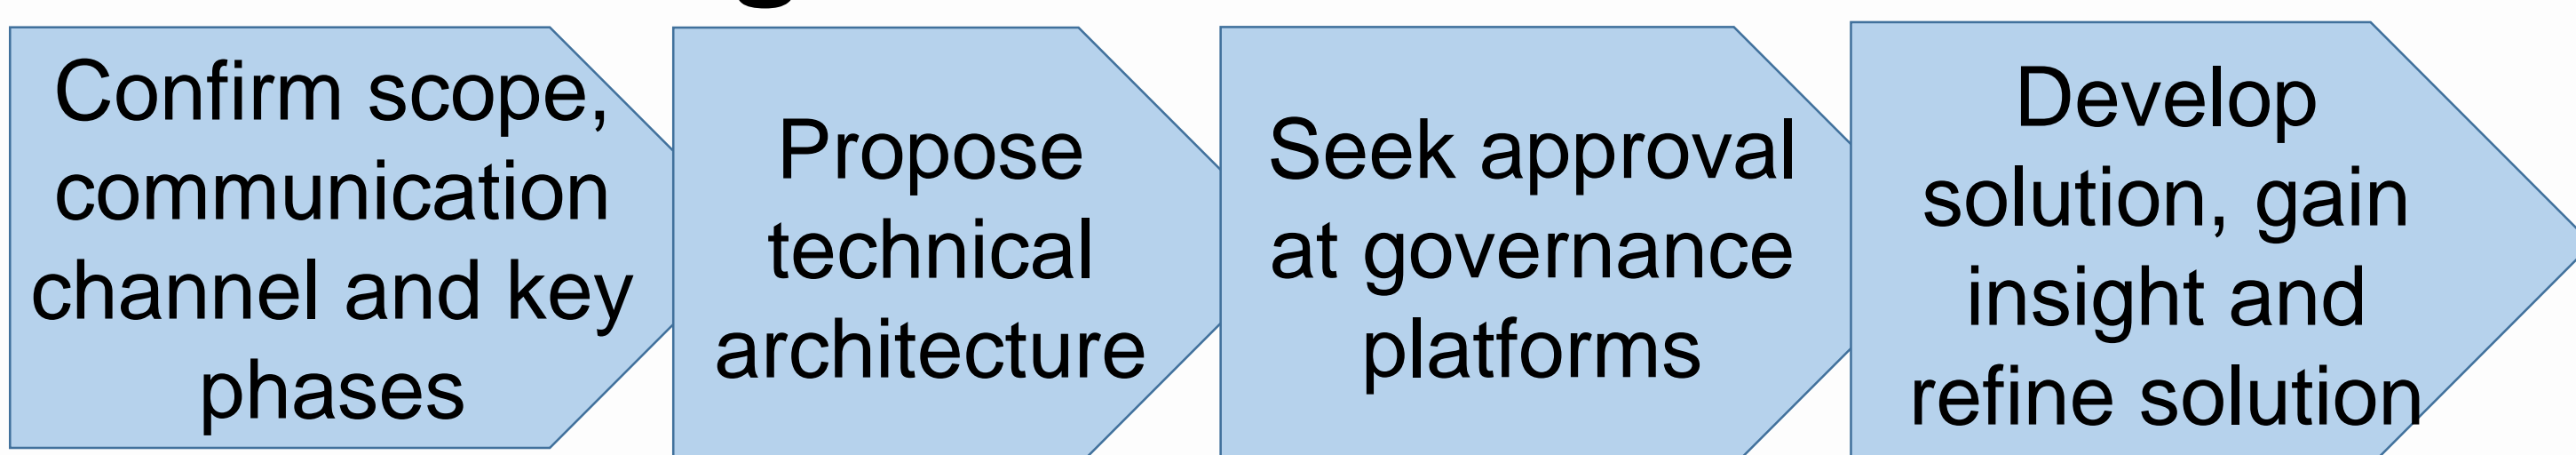 Confirm scope,
communication
channel and key
phases
Propose
technical
architecture
Seek approval
at governance
platforms
Develop
solution, gain
insight and
refine solution